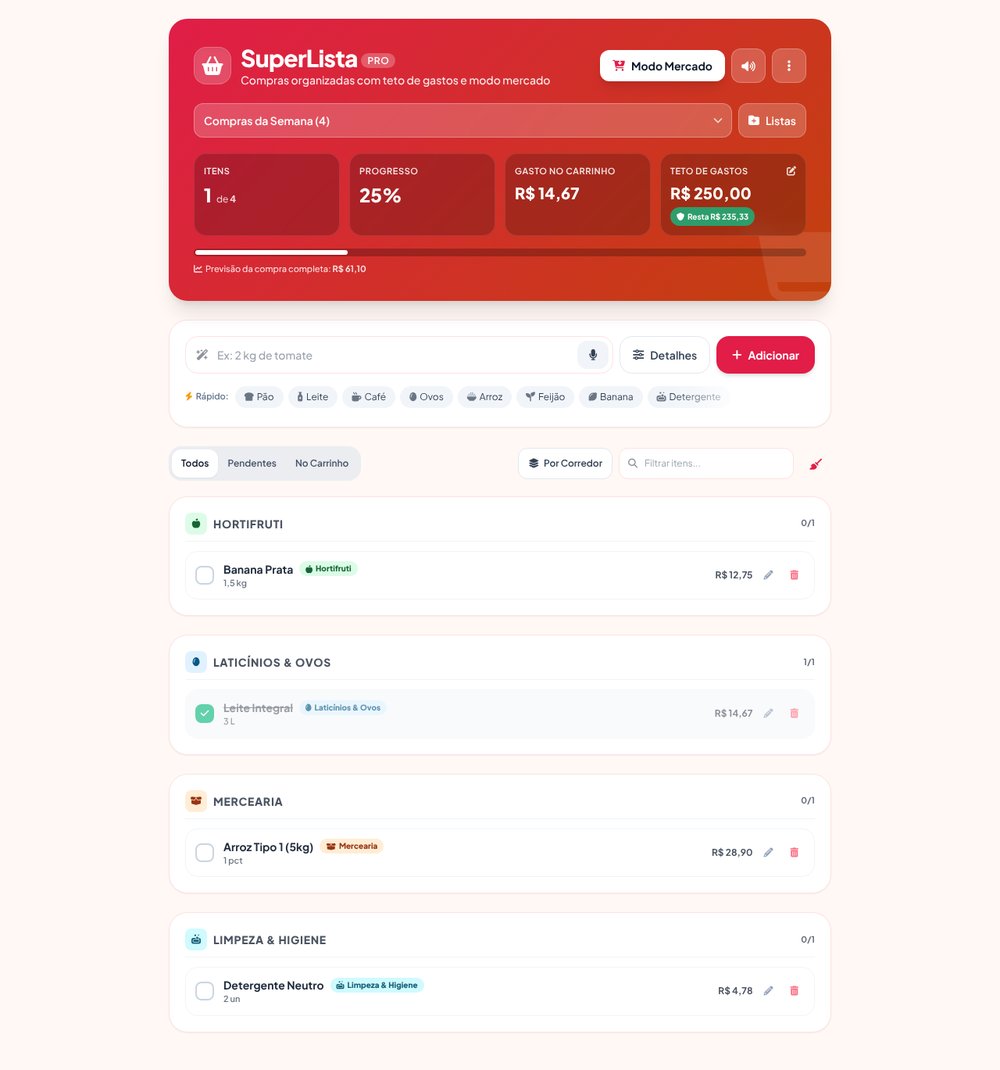 SuperLista PRO
Compras organizadas com teto de gastos e modo mercado
Modo Mercado
Compras da Semana (4)
Listas
ITENS
1 de 4
PROGRESSO
25%
GASTO NO CARRINHO
R$ 14,67
TETO DE GASTOS
R$ 250,00
Resta R$ 235,33
Previsão da compra completa: R$ 61,10
Ex: 2 kg de tomate
Detalhes
Adicionar
Rápido: Pão Leite Café Ovos Arroz Feijão Banana Detergente
Todos Pendentes No Carrinho
Por Corredor
Filtrar itens...
HORTIFRUTI 0/1
Banana Prata Hortifruti
1,5 kg
R$ 12,75
LATICÍNIOS & OVOS 1/1
Leite Integral Laticínios & Ovos
3 L
R$ 14,67
MERCEARIA 0/1
Arroz Tipo 1 (5kg) Mercearia
1 pct
R$ 28,90
LIMPEZA & HIGIENE 0/1
Detergente Neutro Limpeza & Higiene
2 un
R$ 4,78